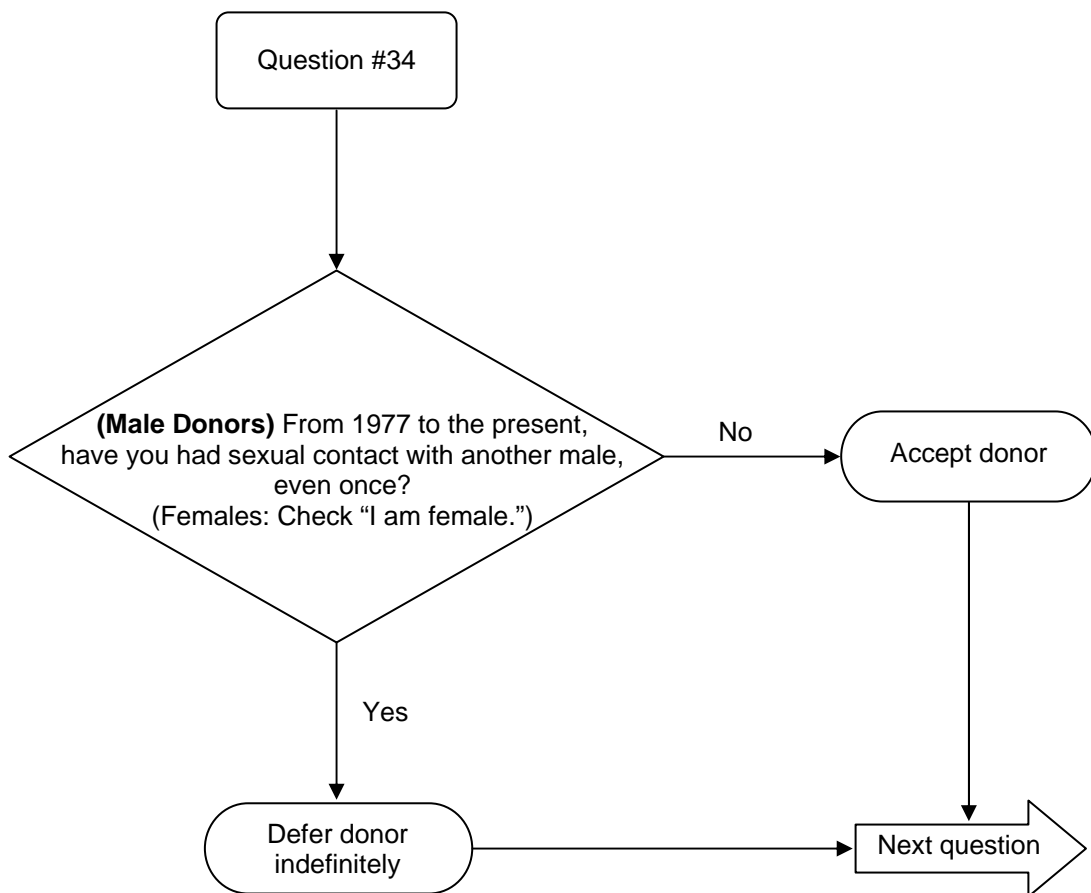 Question #34
(Male Donors) From 1977 to the present,
have you had sexual contact with another male,
even once?
(Females: Check “I am female.”)
No
Accept donor
Yes
Defer donor
indefinitely
Next question